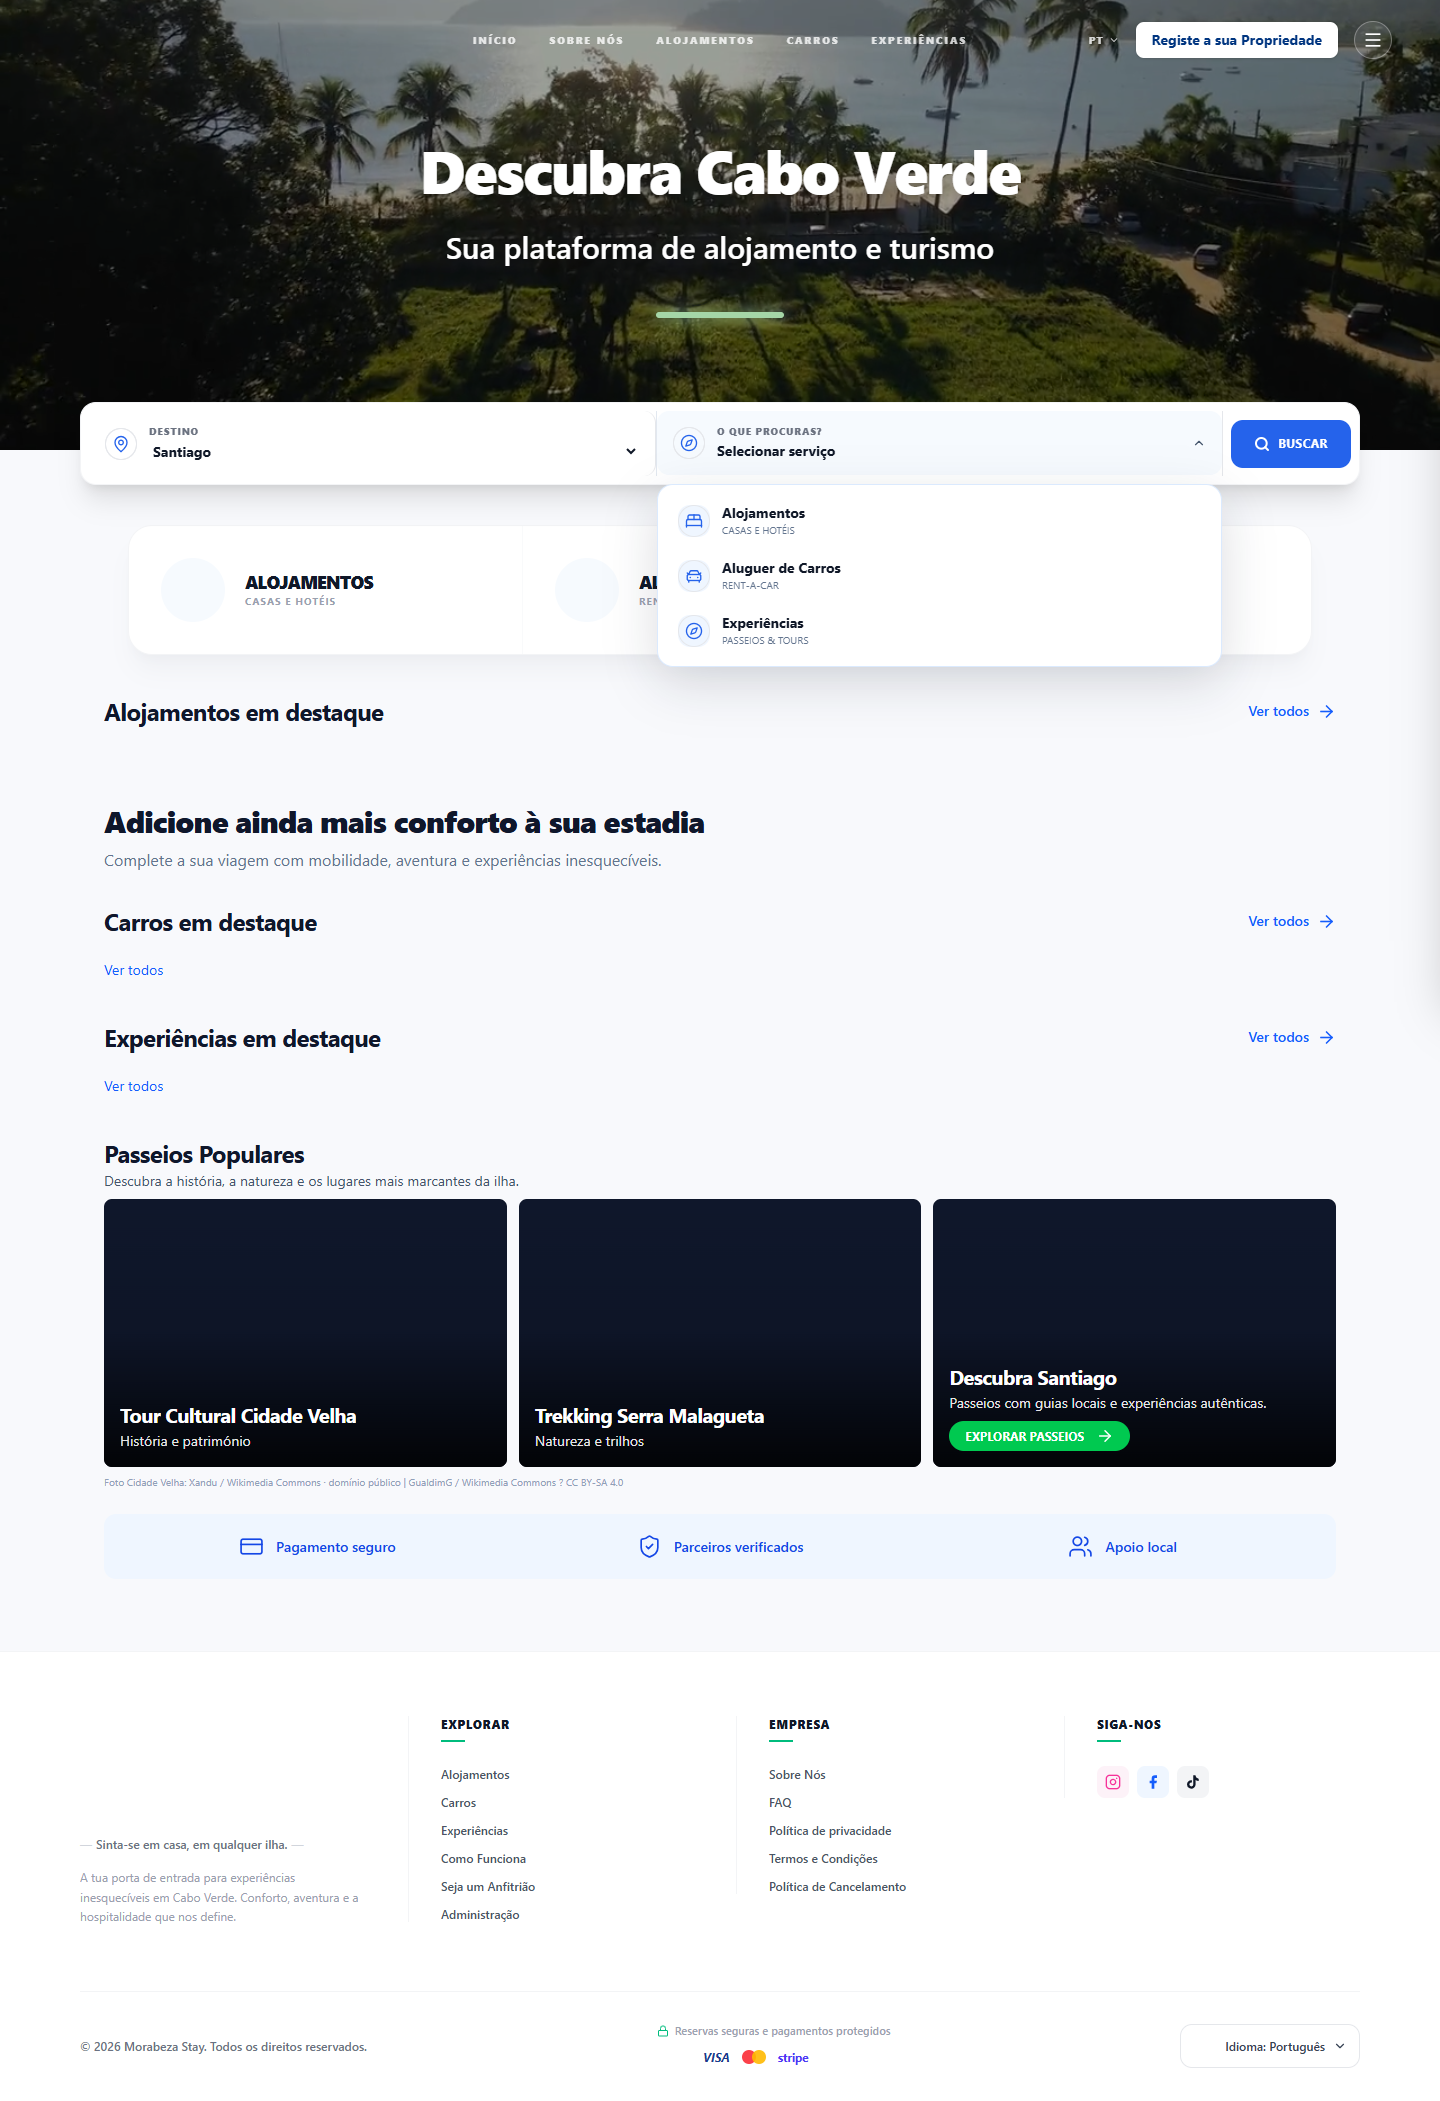 INÍCIO SOBRE NÓS ALOJAMENTOS CARROS EXPERIÊNCIAS PT Registe a sua Propriedade
Descubra Cabo Verde
Sua plataforma de alojamento e turismo
DESTINO
Santiago
O QUE PROCURAS?
Selecionar serviço
BUSCAR
Alojamentos
CASAS E HOTÉIS
Aluguer de Carros
RENT-A-CAR
Experiências
PASSEIOS & TOURS
ALOJAMENTOS
CASAS E HOTÉIS
Alojamentos em destaque
Ver todos
Adicione ainda mais conforto à sua estadia
Complete a sua viagem com mobilidade, aventura e experiências inesquecíveis.
Carros em destaque
Ver todos
Ver todos
Experiências em destaque
Ver todos
Ver todos
Passeios Populares
Descubra a história, a natureza e os lugares mais marcantes da ilha.
Tour Cultural Cidade Velha
História e património
Trekking Serra Malagueta
Natureza e trilhos
Descubra Santiago
Passeios com guias locais e experiências autênticas.
EXPLORAR PASSEIOS
Foto Cidade Velha: Xandu / Wikimedia Commons · domínio público | GualdimG / Wikimedia Commons ? CC BY-SA 4.0
Pagamento seguro
Parceiros verificados
Apoio local
— Sinta-se em casa, em qualquer ilha. —
A tua porta de entrada para experiências
inesquecíveis em Cabo Verde. Conforto, aventura e a
hospitalidade que nos define.
EXPLORAR
Alojamentos
Carros
Experiências
Como Funciona
Seja um Anfitrião
Administração
EMPRESA
Sobre Nós
FAQ
Política de privacidade
Termos e Condições
Política de Cancelamento
SIGA-NOS
© 2026 Morabeza Stay. Todos os direitos reservados.
Reservas seguras e pagamentos protegidos
VISA stripe
Idioma: Português